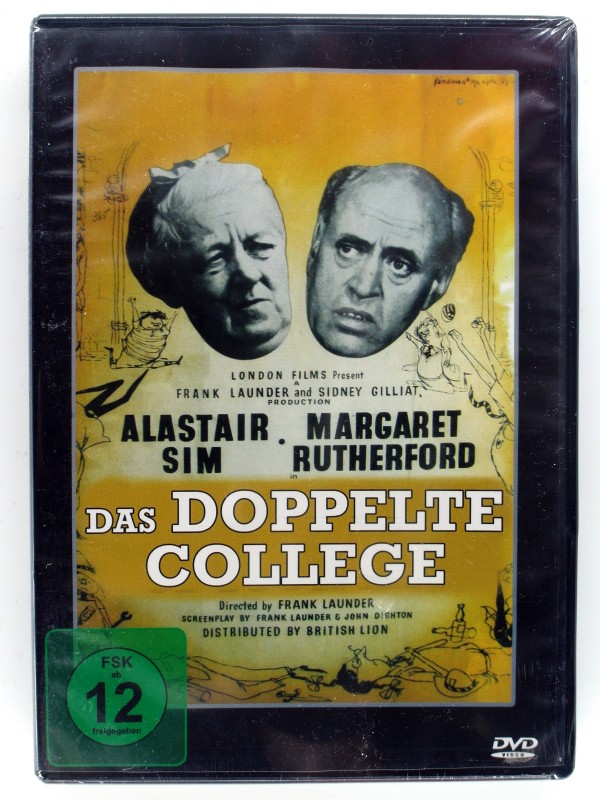 LONDON FILMS Present
A
FRANK LAUNDER and SIDNEY GILLIAT,
PRODUCTION
ALASTAIR SIM • MARGARET RUTHERFORD
in
DAS DOPPELTE
COLLEGE
Directed by FRANK LAUNDER
SCREENPLAY BY FRANK LAUNDER & JOHN DIGHTON
DISTRIBUTED BY BRITISH LION
FSK
ab
12
freigegeben
DVD
VIDEO